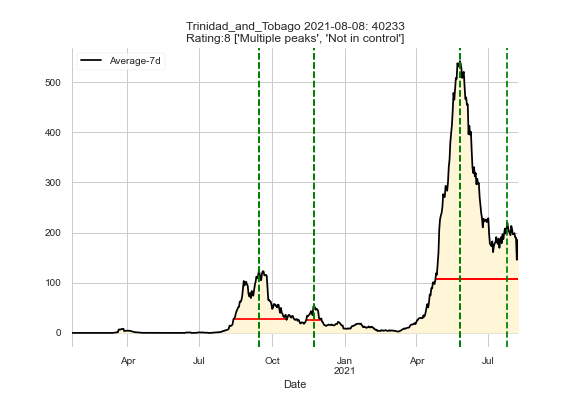 Trinidad_and_Tobago 2021-08-08: 40233
Rating:8 ['Multiple peaks', 'Not in control']
Average-7d
500
400
300
200
100
0
Apr Jul Oct Jan Apr Jul
2021
Date